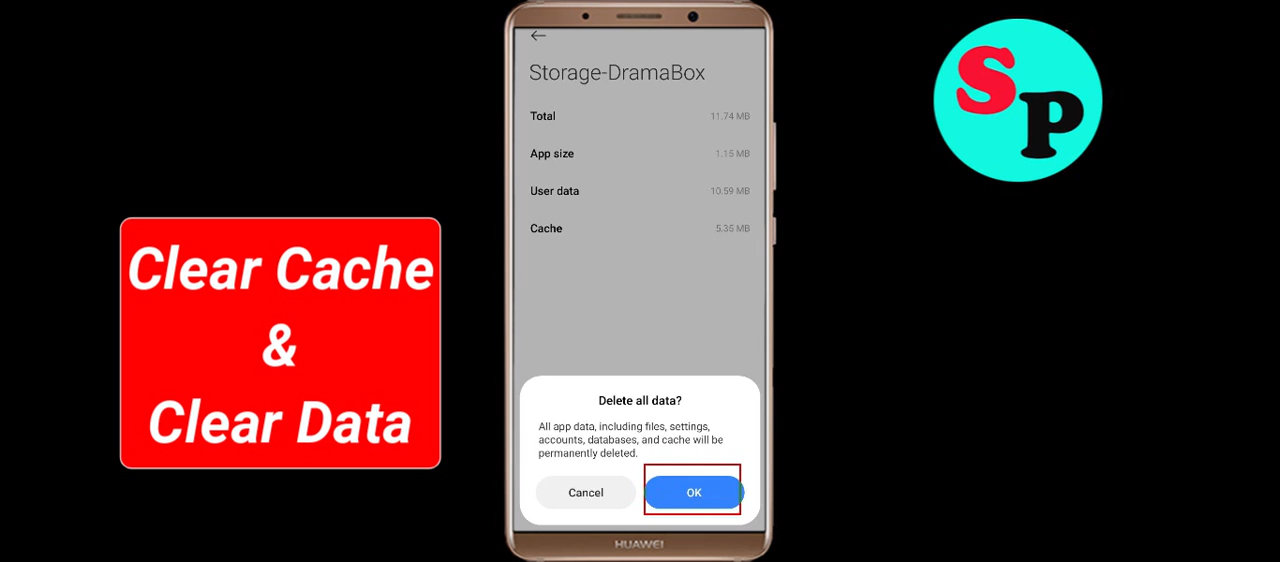 Storage-DramaBox
Total 11.74 MB
App size 1.15 MB
User data 10.59 MB
Cache 5.35 MB
Delete all data?
All app data, including files, settings,
accounts, databases, and cache will be
permanently deleted.
Cancel OK
HUAWEI
Clear Cache
&
Clear Data
SP